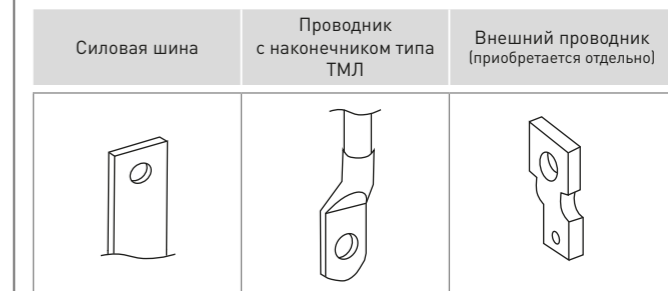 Силовая шина
Проводник
с наконечником типа
ТМЛ
Внешний проводник
(приобретается отдельно)